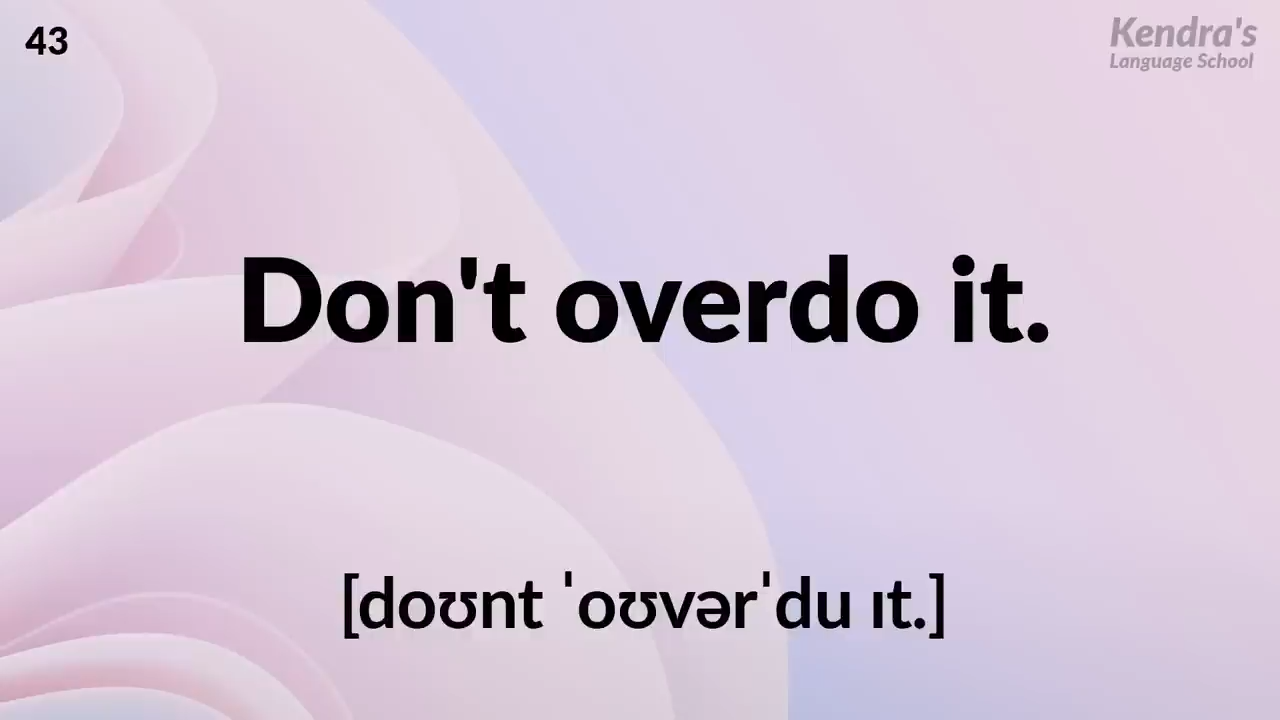 43
Kendra's
Language School
Don't overdo it.
[doʊnt ˈoʊvərˈdu ɪt.]